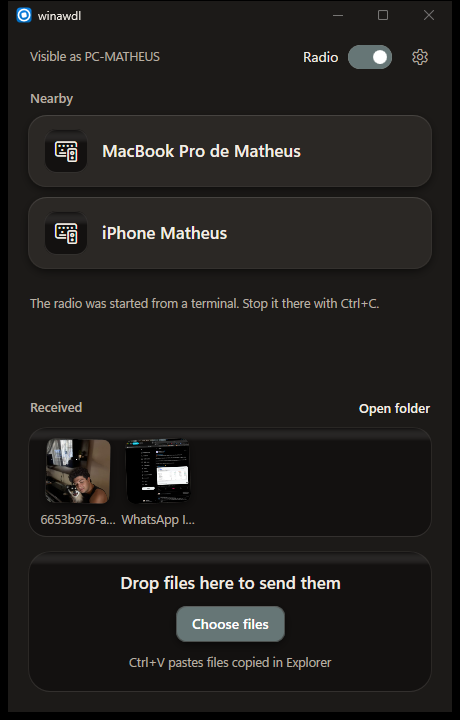 winawdl
Visible as PC-MATHEUS
Radio
Nearby
MacBook Pro de Matheus
iPhone Matheus
The radio was started from a terminal. Stop it there with Ctrl+C.
Received
Open folder
6653b976-a...
WhatsApp I...
Drop files here to send them
Choose files
Ctrl+V pastes files copied in Explorer